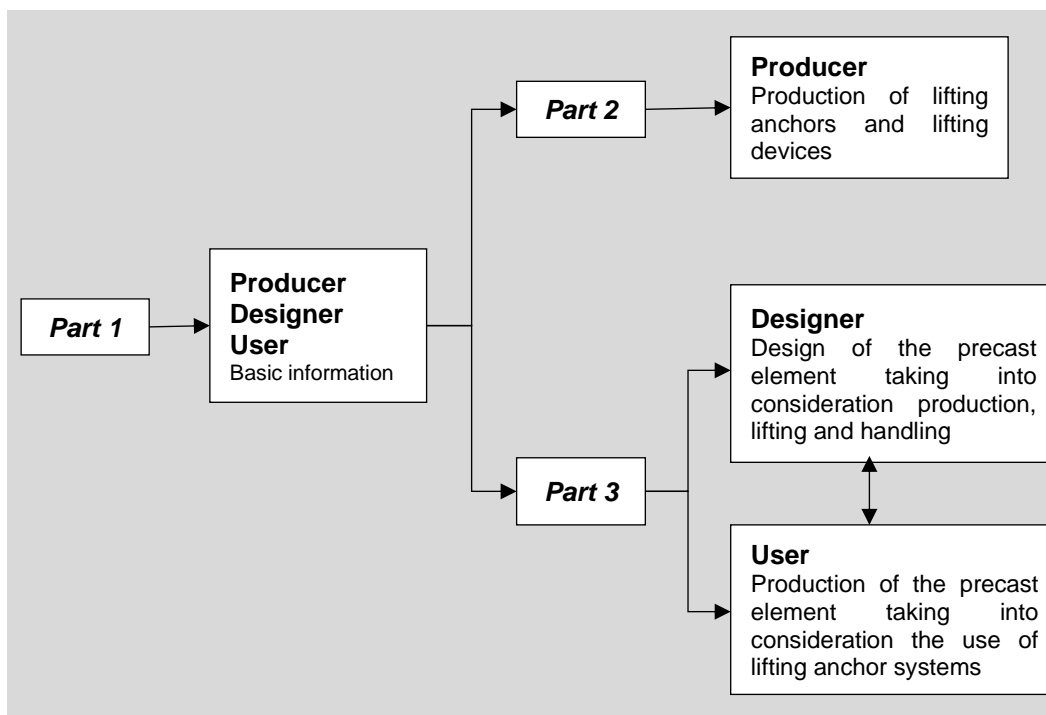 Part 1
Producer
Designer
User
Basic information
Part 2
Producer
Production of lifting
anchors and lifting
devices
Part 3
Designer
Design of the precast
element taking into
consideration production,
lifting and handling
User
Production of the precast
element taking into
consideration the use of
lifting anchor systems